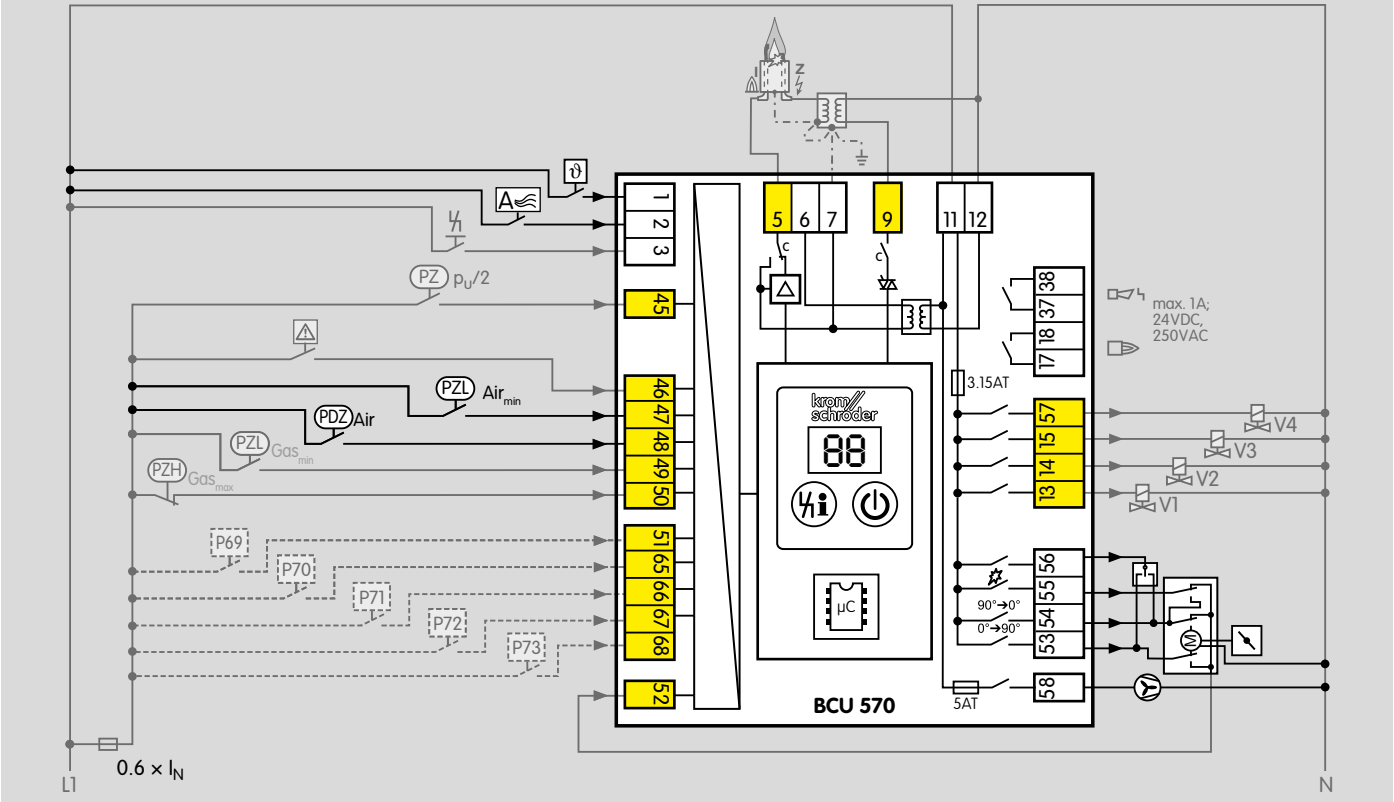 I
Z
ϑ
A
PZ
pU/2
PZL
Airmin
PDZ Air
PZL
Gasmin
PZH
Gasmax
P69
P70
P71
P72
P73
0.6 × IN
L1
1
2
3
45
46
47
48
49
50
51
65
66
67
68
52
5
6
7
9
11
12
c
c
3.15AT
krom
schröder
88
i
µC
BCU 570
5AT
90°→0°
0°→90°
38
37
18
17
57
15
14
13
56
55
54
53
58
max. 1A;
24VDC,
250VAC
V4
V3
V2
V1
M
N